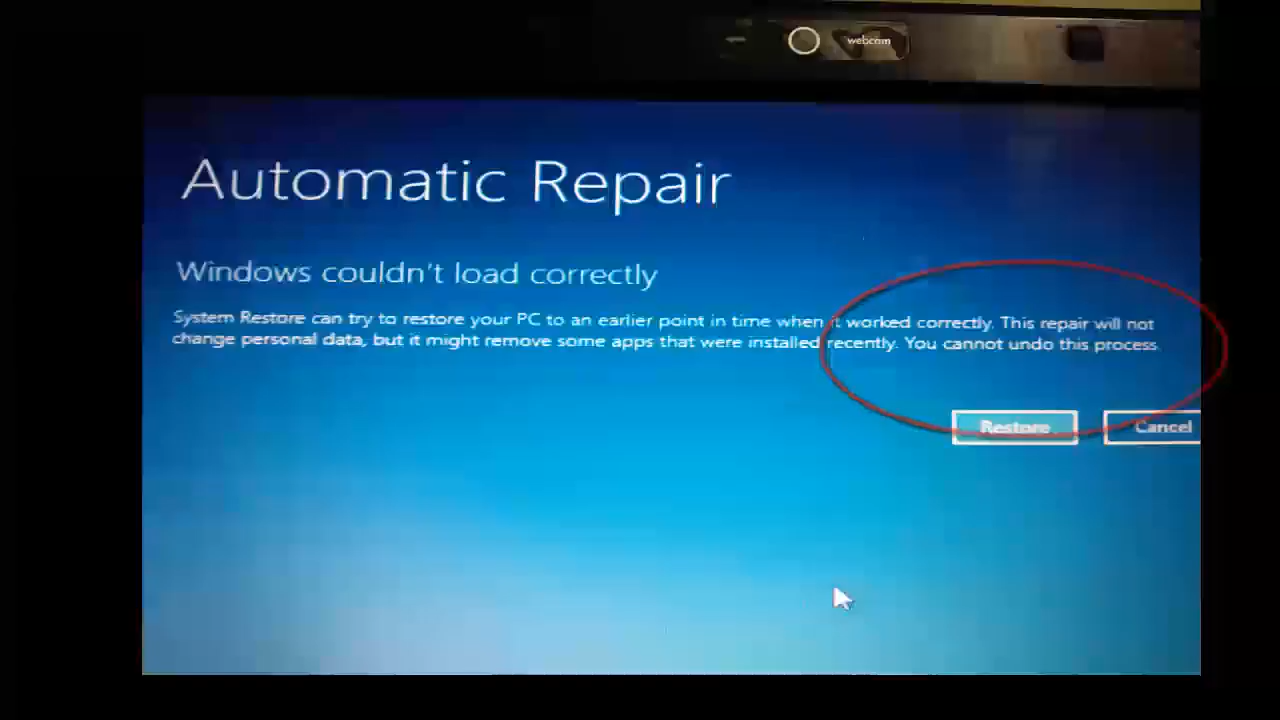 webcam
Automatic Repair
Windows couldn't load correctly
System Restore can try to restore your PC to an earlier point in time when it worked correctly. This repair will not
change personal data, but it might remove some apps that were installed recently. You cannot undo this process.
Restore Cancel